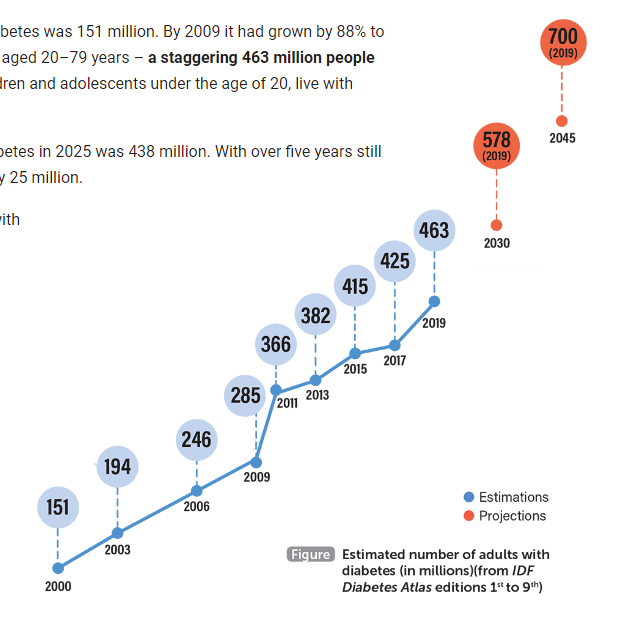 betes was 151 million. By 2009 it had grown by 88% to
aged 20–79 years – a staggering 463 million people
dren and adolescents under the age of 20, live with
betes in 2025 was 438 million. With over five years still
y 25 million.
with
700
(2019)
2045
578
(2019)
2030
463
2019
425
2017
415
2015
382
2013
366
2011
285
2009
246
2006
194
2003
151
2000
Estimations
Projections
Figure Estimated number of adults with
diabetes (in millions)(from IDF
Diabetes Atlas editions 1st to 9th)